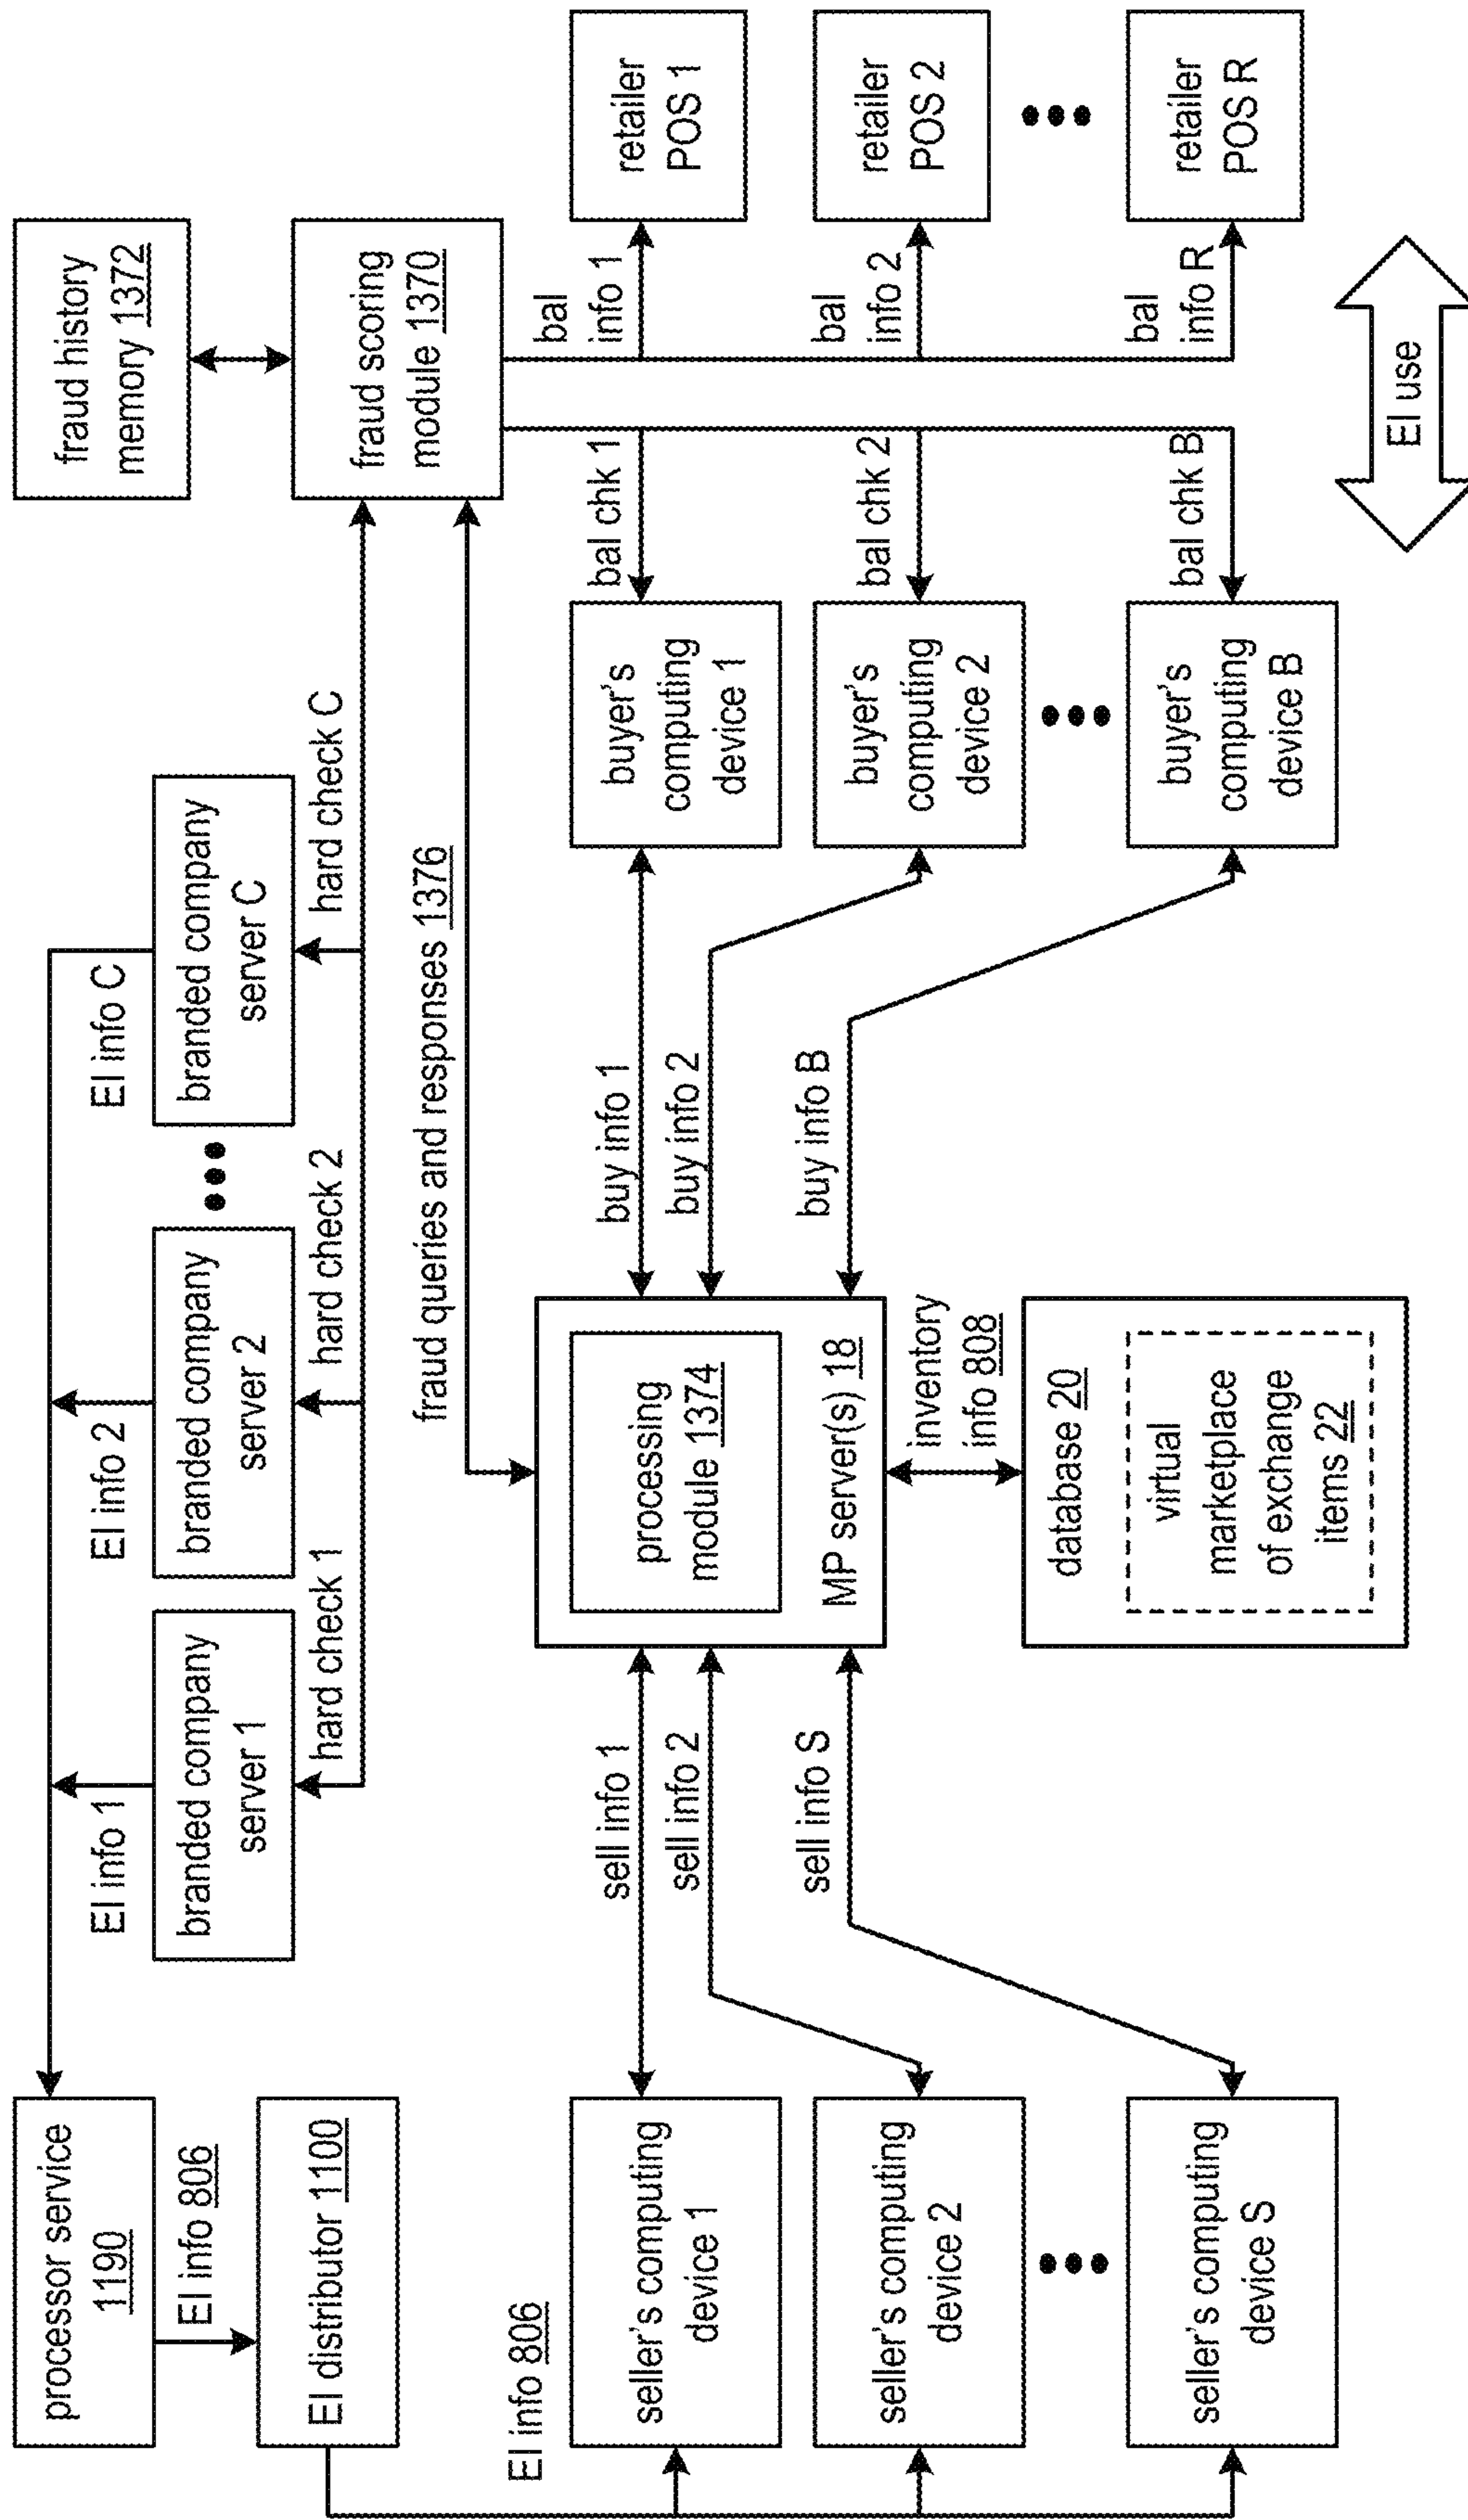 processor service
1190
EI info 806
EI distributor 1100
EI info 806
EI info 1
EI info 2
EI info C
branded company
server 1
branded company
server 2
branded company
server C
hard check 1
hard check 2
hard check C
fraud history
memory 1372
fraud scoring
module 1370
fraud queries and responses 1376
seller's computing
device 1
seller's computing
device 2
seller's computing
device S
sell info 1
sell info 2
sell info S
processing
module 1374
MP server(s) 18
inventory
info 808
database 20
virtual
marketplace
of exchange
items 22
buy info 1
buy info 2
buy info B
buyer's
computing
device 1
buyer's
computing
device 2
buyer's
computing
device B
bal chk 1
bal chk 2
bal chk B
bal
info 1
bal
info 2
bal
info R
retailer
POS 1
retailer
POS 2
retailer
POS R
EI use